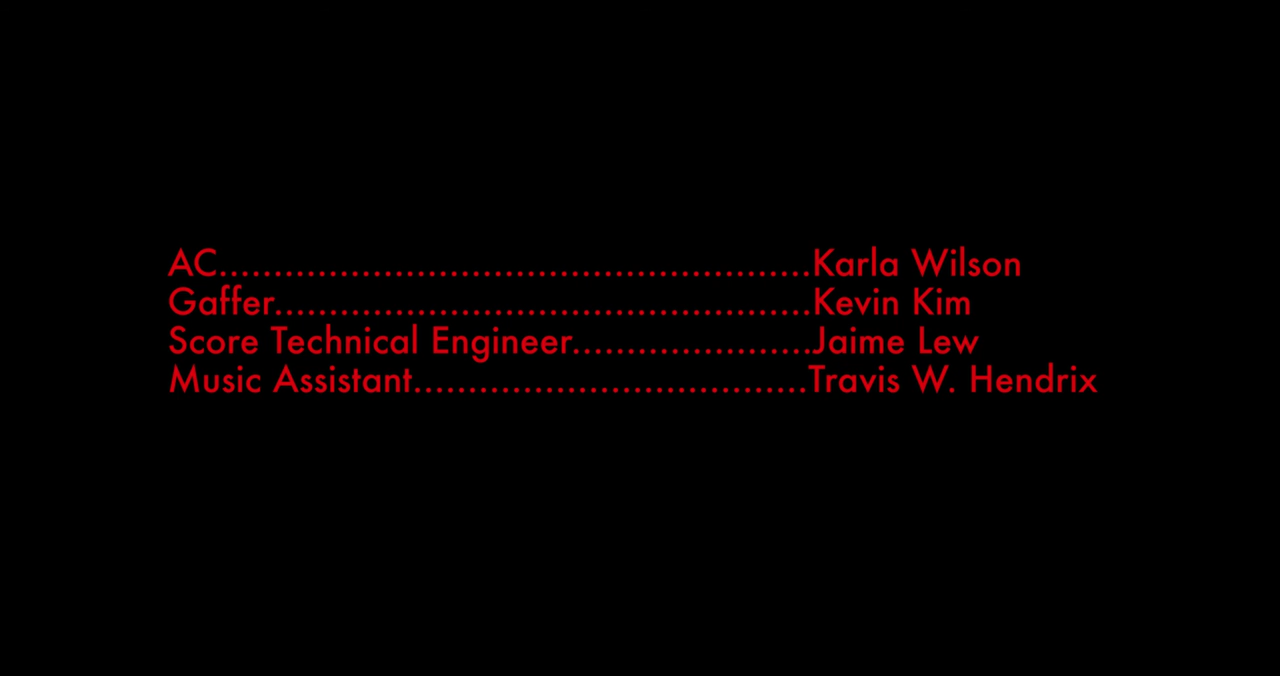 AC.......................................................Karla Wilson
Gaffer..................................................Kevin Kim
Score Technical Engineer......................Jaime Lew
Music Assistant....................................Travis W. Hendrix